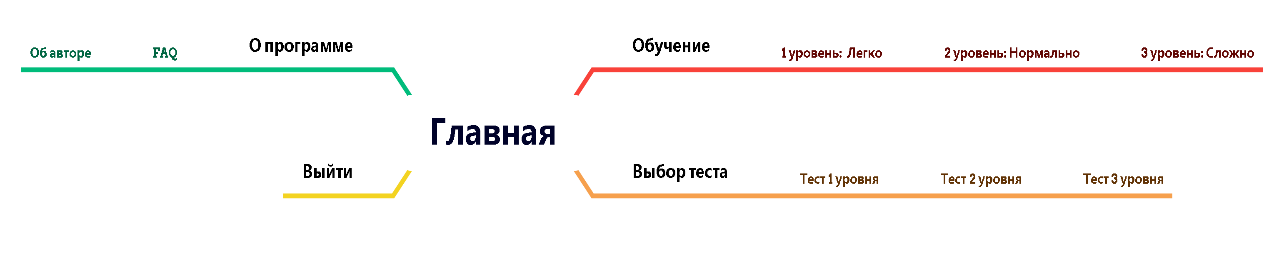 Об авторе FAQ О программе Обучение 1 уровень: Легко 2 уровень: Нормально 3 уровень: Сложно
Главная
Выйти Выбор теста Тест 1 уровня Тест 2 уровня Тест 3 уровня